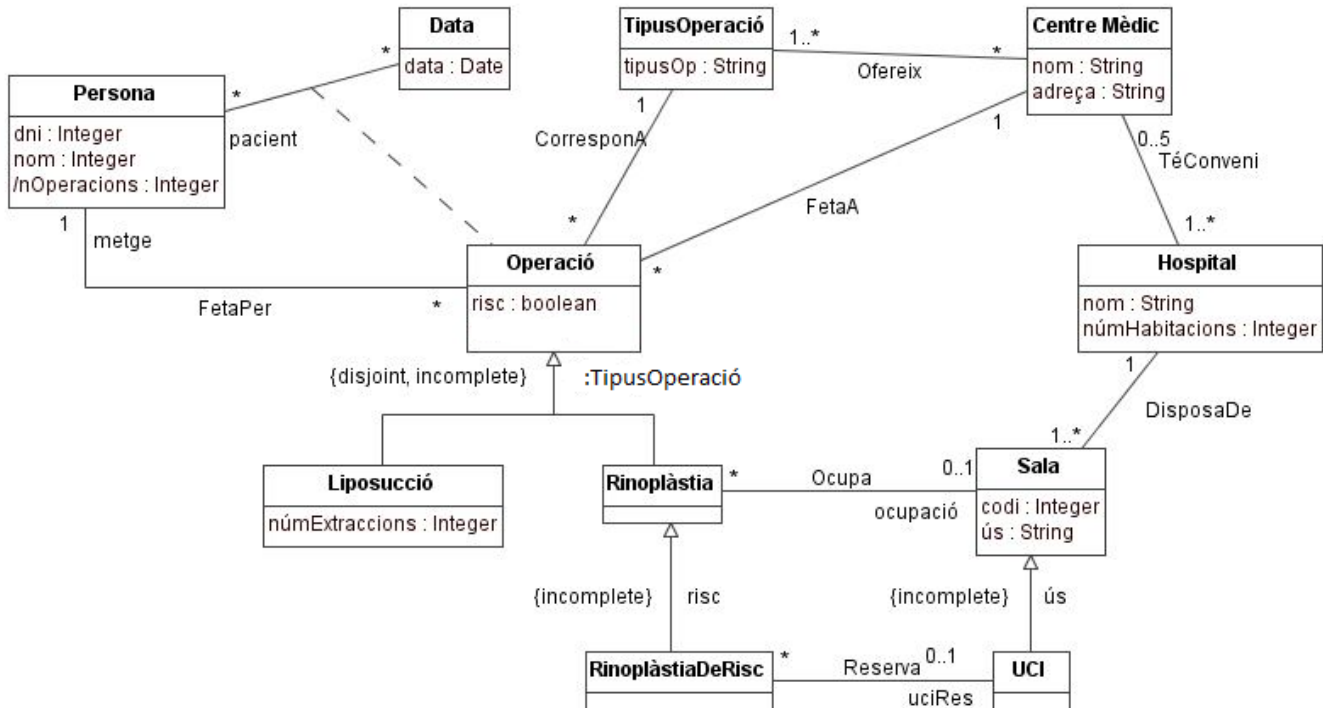 Data
data : Date
TipusOperació
tipusOp : String
Centre Mèdic
nom : String
adreça : String
1..*
*
Ofereix
*
*
pacient
Persona
dni : Integer
nom : Integer
/nOperacions : Integer
1
CorresponA
*
1
FetaA
*
0..5
TéConveni
1..*
1
metge
FetaPer
*
Operació
risc : boolean
Hospital
nom : String
númHabitacions : Integer
{disjoint, incomplete}
:TipusOperació
1
DisposaDe
1..*
Liposucció
númExtraccions : Integer
Rinoplàstia
*
Ocupa
0..1
ocupació
Sala
codi : Integer
ús : String
{incomplete}
risc
{incomplete}
ús
RinoplàstiaDeRisc
*
Reserva
0..1
uciRes
UCI